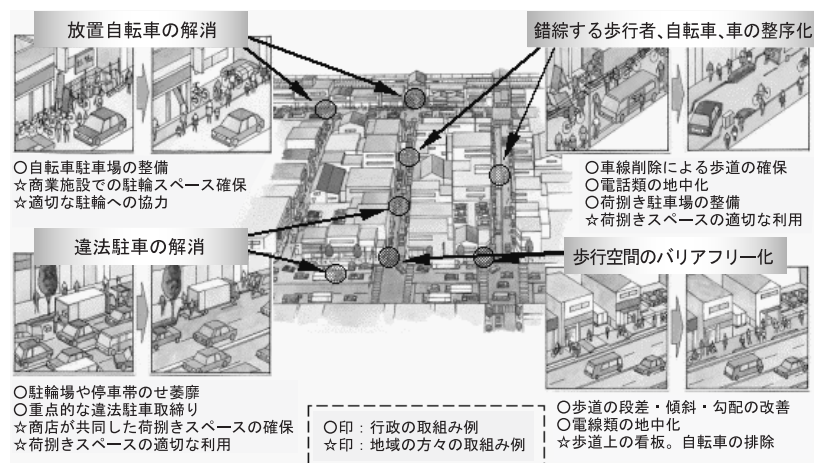 放置自転車の解消
○自転車駐車場の整備
☆商業施設での駐輪スペース確保
☆適切な駐輪への協力
錯綜する歩行者、自転車、車の整序化
○車線削除による歩道の確保
○電話類の地中化
○荷捌き駐車場の整備
☆荷捌きスペースの適切な利用
違法駐車の解消
○駐輪場や停車帯のせ萎靡
○重点的な違法駐車取締り
☆商店が共同した荷捌きスペースの確保
☆荷捌きスペースの適切な利用
歩行空間のバリアフリー化
○歩道の段差・傾斜・勾配の改善
○電線類の地中化
☆歩道上の看板。自転車の排除
○印：行政の取組み例
☆印：地域の方々の取組み例